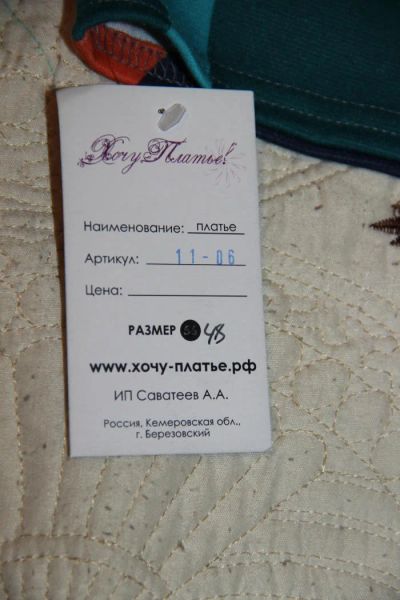 Хочу Платье!
Наименование: платье
Артикул: 11-06
Цена:
РАЗМЕР 48
www.хочу-платье.рф
ИП Саватеев А.А.
Россия, Кемеровская обл.,
г. Березовский